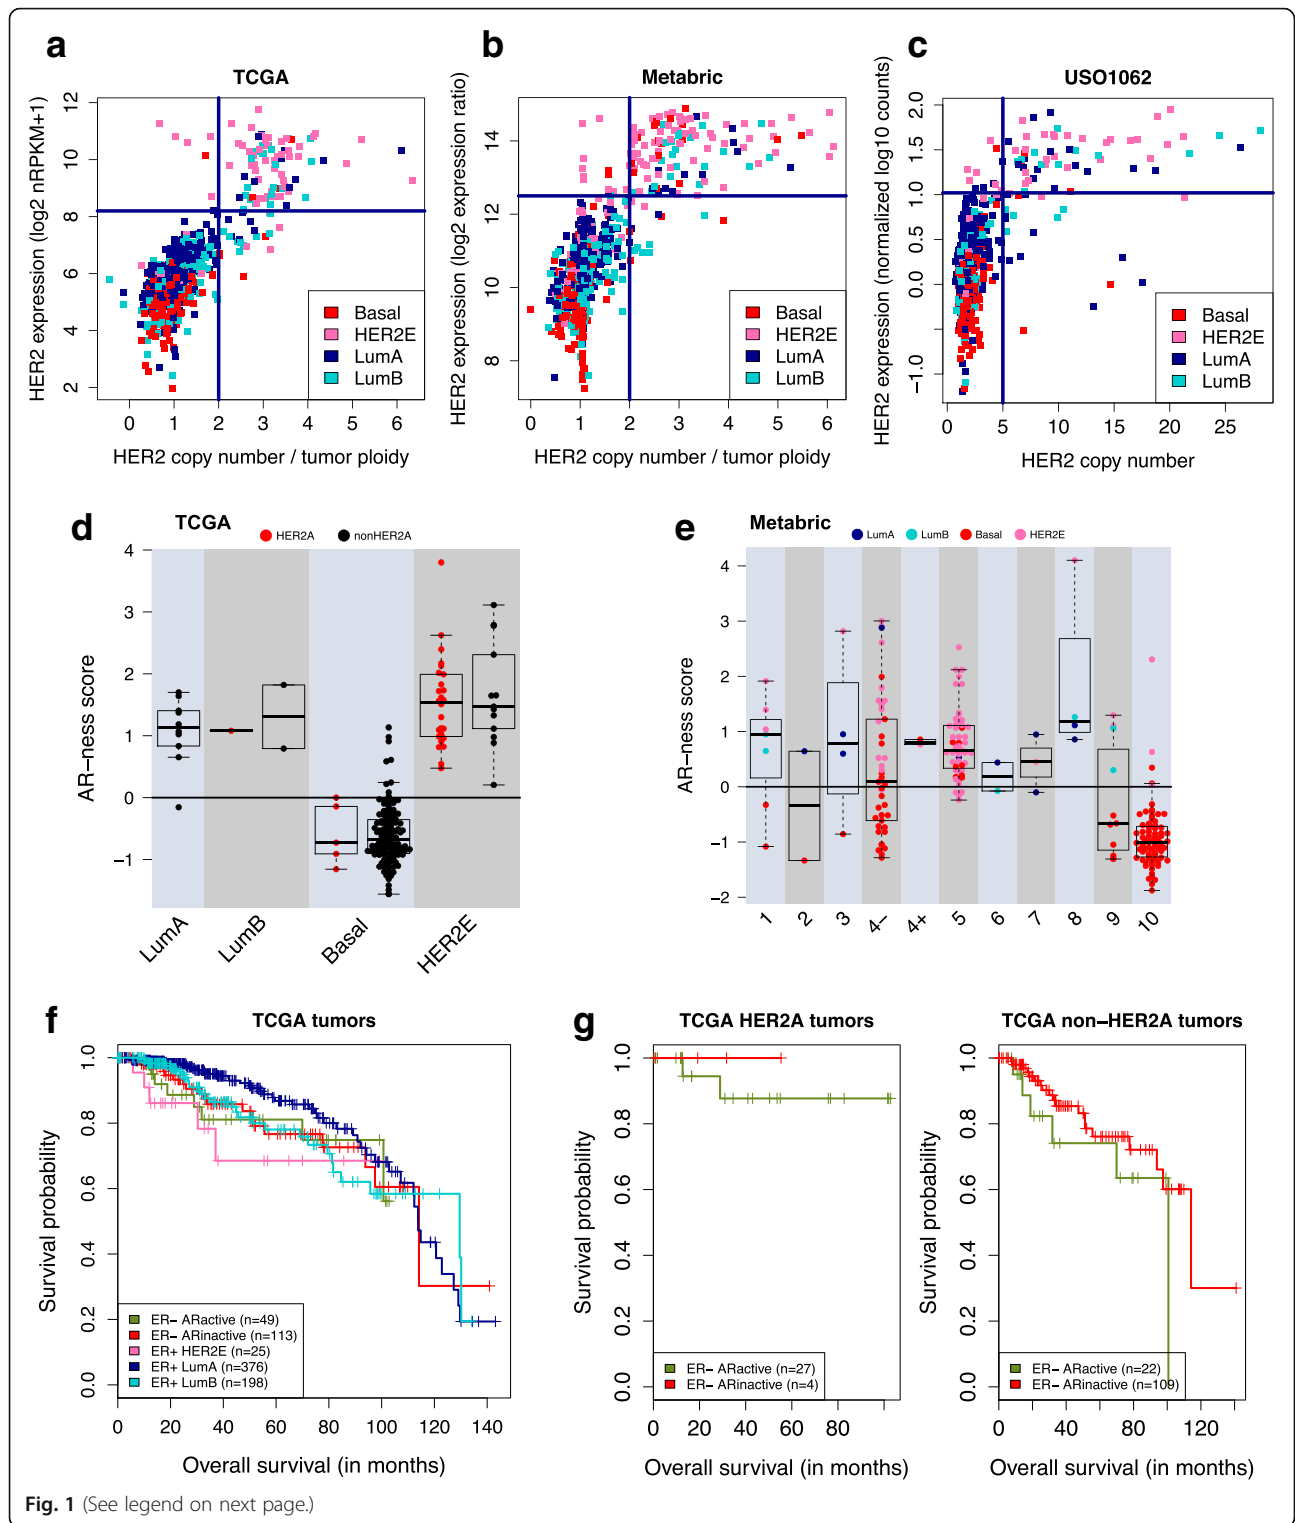 a
TCGA
HER2 expression (log2 nRPKM+1)
12
10
8
6
4
2
0 1 2 3 4 5 6
HER2 copy number / tumor ploidy
Basal
HER2E
LumA
LumB
b
Metabric
HER2 expression (log2 expression ratio)
14
12
10
8
0 1 2 3 4 5 6
HER2 copy number / tumor ploidy
Basal
HER2E
LumA
LumB
c
USO1062
HER2 expression (normalized log10 counts)
2.0
1.5
1.0
0.5
0.0
−1.0
0 5 10 15 20 25
HER2 copy number
Basal
HER2E
LumA
LumB
d
TCGA
HER2A nonHER2A
AR−ness score
4
3
2
1
0
−1
LumA LumB Basal HER2E
e
Metabric
LumA LumB Basal HER2E
AR−ness score
4
3
2
1
0
−1
−2
1 2 3 4− 4+ 5 6 7 8 9 10
f
TCGA tumors
Survival probability
1.0
0.8
0.6
0.4
0.2
0.0
ER− ARactive (n=49)
ER− ARinactive (n=113)
ER+ HER2E (n=25)
ER+ LumA (n=376)
ER+ LumB (n=198)
0 20 40 60 80 100 140
Overall survival (in months)
g
TCGA HER2A tumors
Survival probability
1.0
0.8
0.6
0.4
0.2
0.0
ER− ARactive (n=27)
ER− ARinactive (n=4)
0 20 40 60 80
Overall survival (in months)
TCGA non−HER2A tumors
Survival probability
1.0
0.8
0.6
0.4
0.2
0.0
ER− ARactive (n=22)
ER− ARinactive (n=109)
0 40 80 120
Overall survival (in months)
Fig. 1 (See legend on next page.)